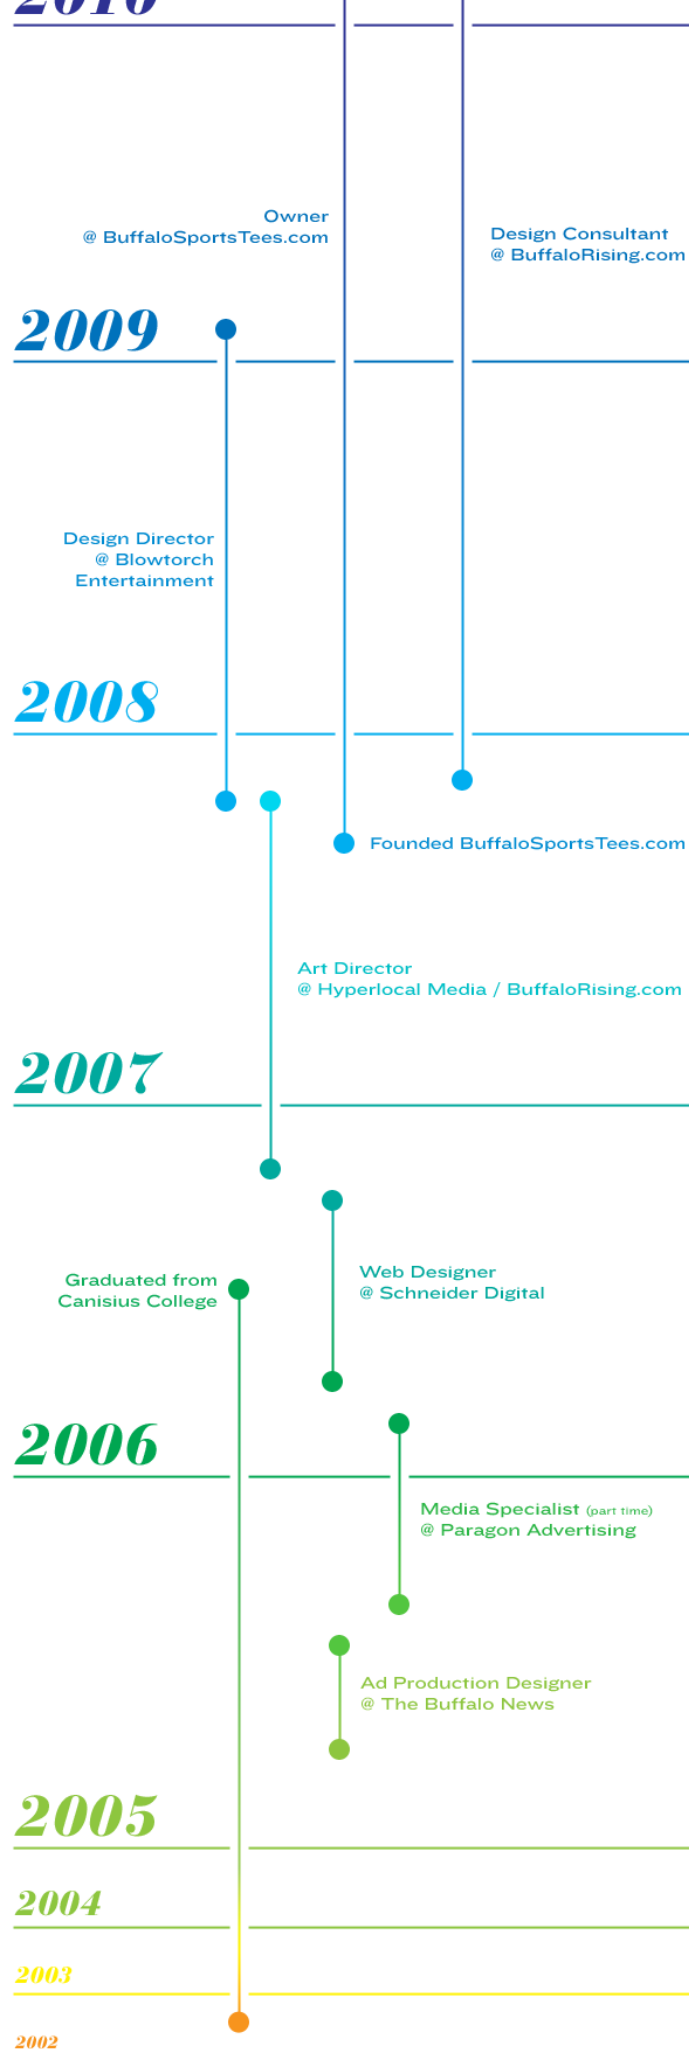 2010
Owner
@ BuffaloSportsTees.com
Design Consultant
@ BuffaloRising.com
2009
Design Director
@ Blowtorch
Entertainment
2008
Founded BuffaloSportsTees.com
Art Director
@ Hyperlocal Media / BuffaloRising.com
2007
Graduated from
Canisius College
Web Designer
@ Schneider Digital
2006
Media Specialist (part time)
@ Paragon Advertising
Ad Production Designer
@ The Buffalo News
2005
2004
2003
2002